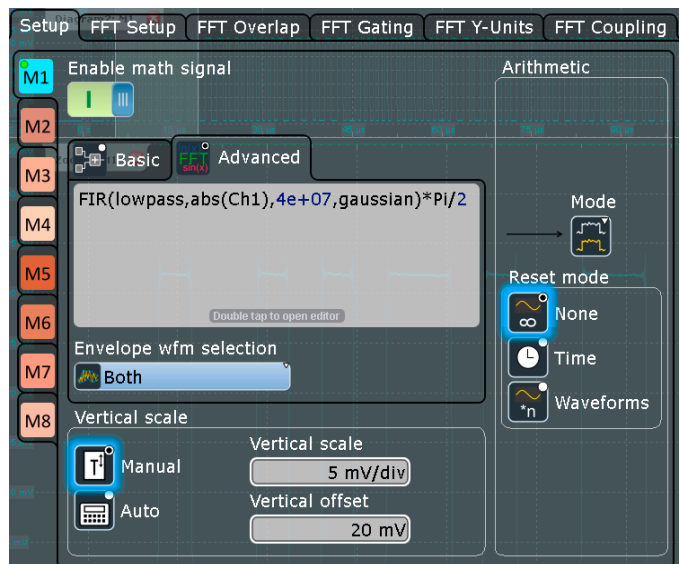 Setup FFT Setup FFT Overlap FFT Gating FFT Y-Units FFT Coupling
M1
M2
M3
M4
M5
M6
M7
M8
Enable math signal
Basic
FFT
sin(x)
Advanced
FIR(lowpass,abs(Ch1),4e+07,gaussian)*Pi/2
Double tap to open editor
Envelope wfm selection
Both
Vertical scale
Manual
Auto
Vertical scale
5 mV/div
Vertical offset
20 mV
Arithmetic
Mode
Reset mode
∞ None
Time
*n Waveforms